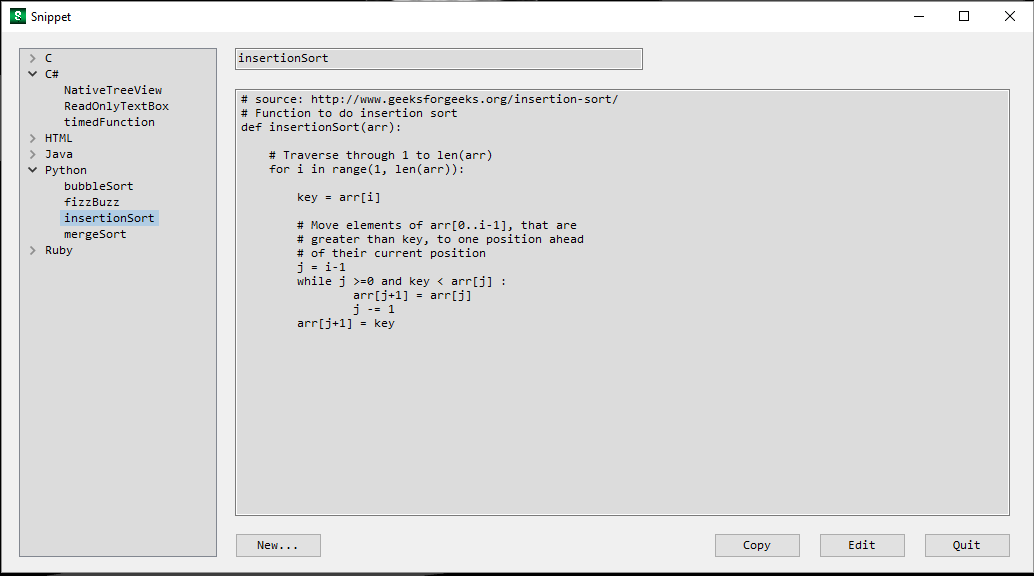 Snippet
C
C#
NativeTreeView
ReadOnlyTextBox
timedFunction
HTML
Java
Python
bubbleSort
fizzBuzz
insertionSort
mergeSort
Ruby
insertionSort
# source: http://www.geeksforgeeks.org/insertion-sort/
# Function to do insertion sort
def insertionSort(arr):
    # Traverse through 1 to len(arr)
    for i in range(1, len(arr)):
        key = arr[i]
        # Move elements of arr[0..i-1], that are
        # greater than key, to one position ahead
        # of their current position
        j = i-1
        while j >=0 and key < arr[j] :
                arr[j+1] = arr[j]
                j -= 1
        arr[j+1] = key
New...
Copy
Edit
Quit